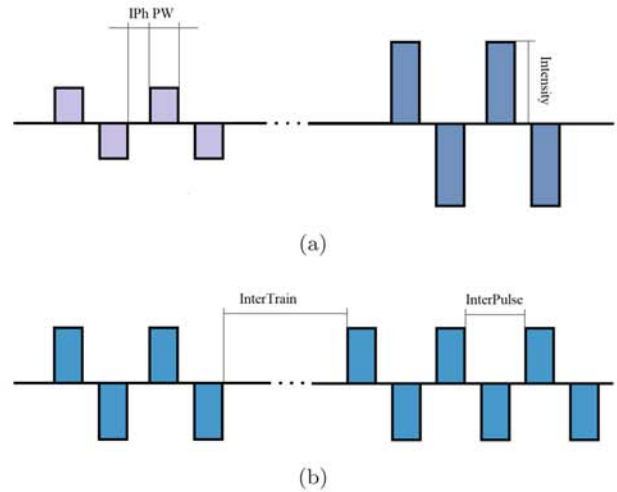 IPh PW
Intensity
(a)
InterTrain
InterPulse
(b)